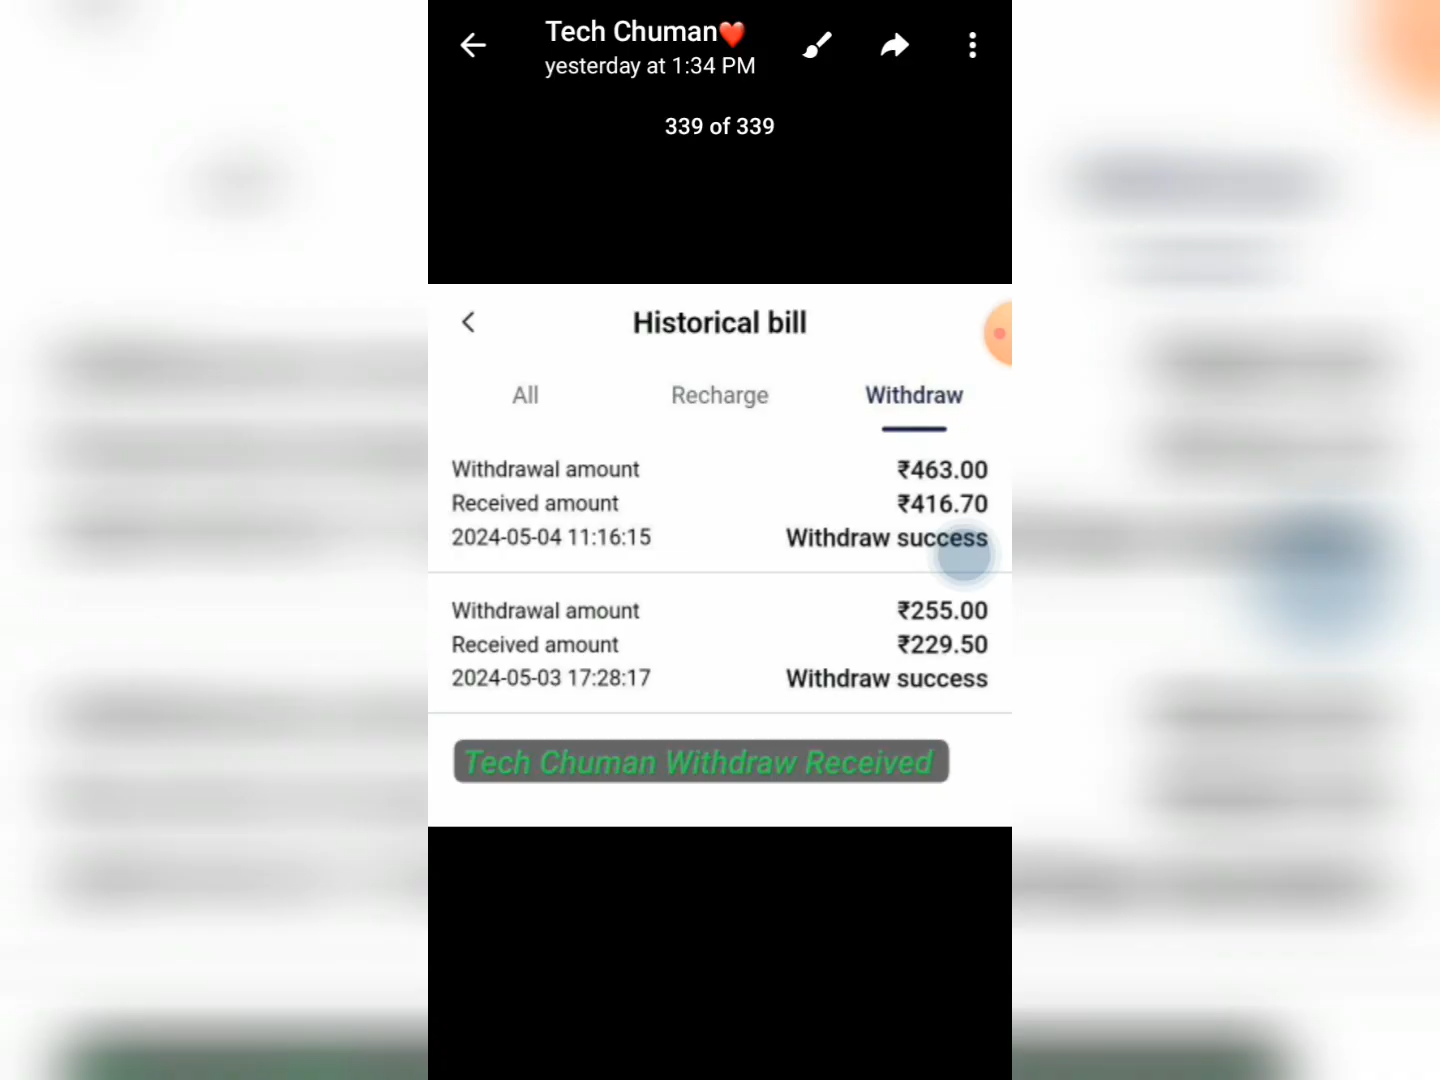 Tech Chuman❤️
yesterday at 1:34 PM
339 of 339
Historical bill
All Recharge Withdraw
Withdrawal amount ₹463.00
Received amount ₹416.70
2024-05-04 11:16:15 Withdraw success
Withdrawal amount ₹255.00
Received amount ₹229.50
2024-05-03 17:28:17 Withdraw success
Tech Chuman Withdraw Received